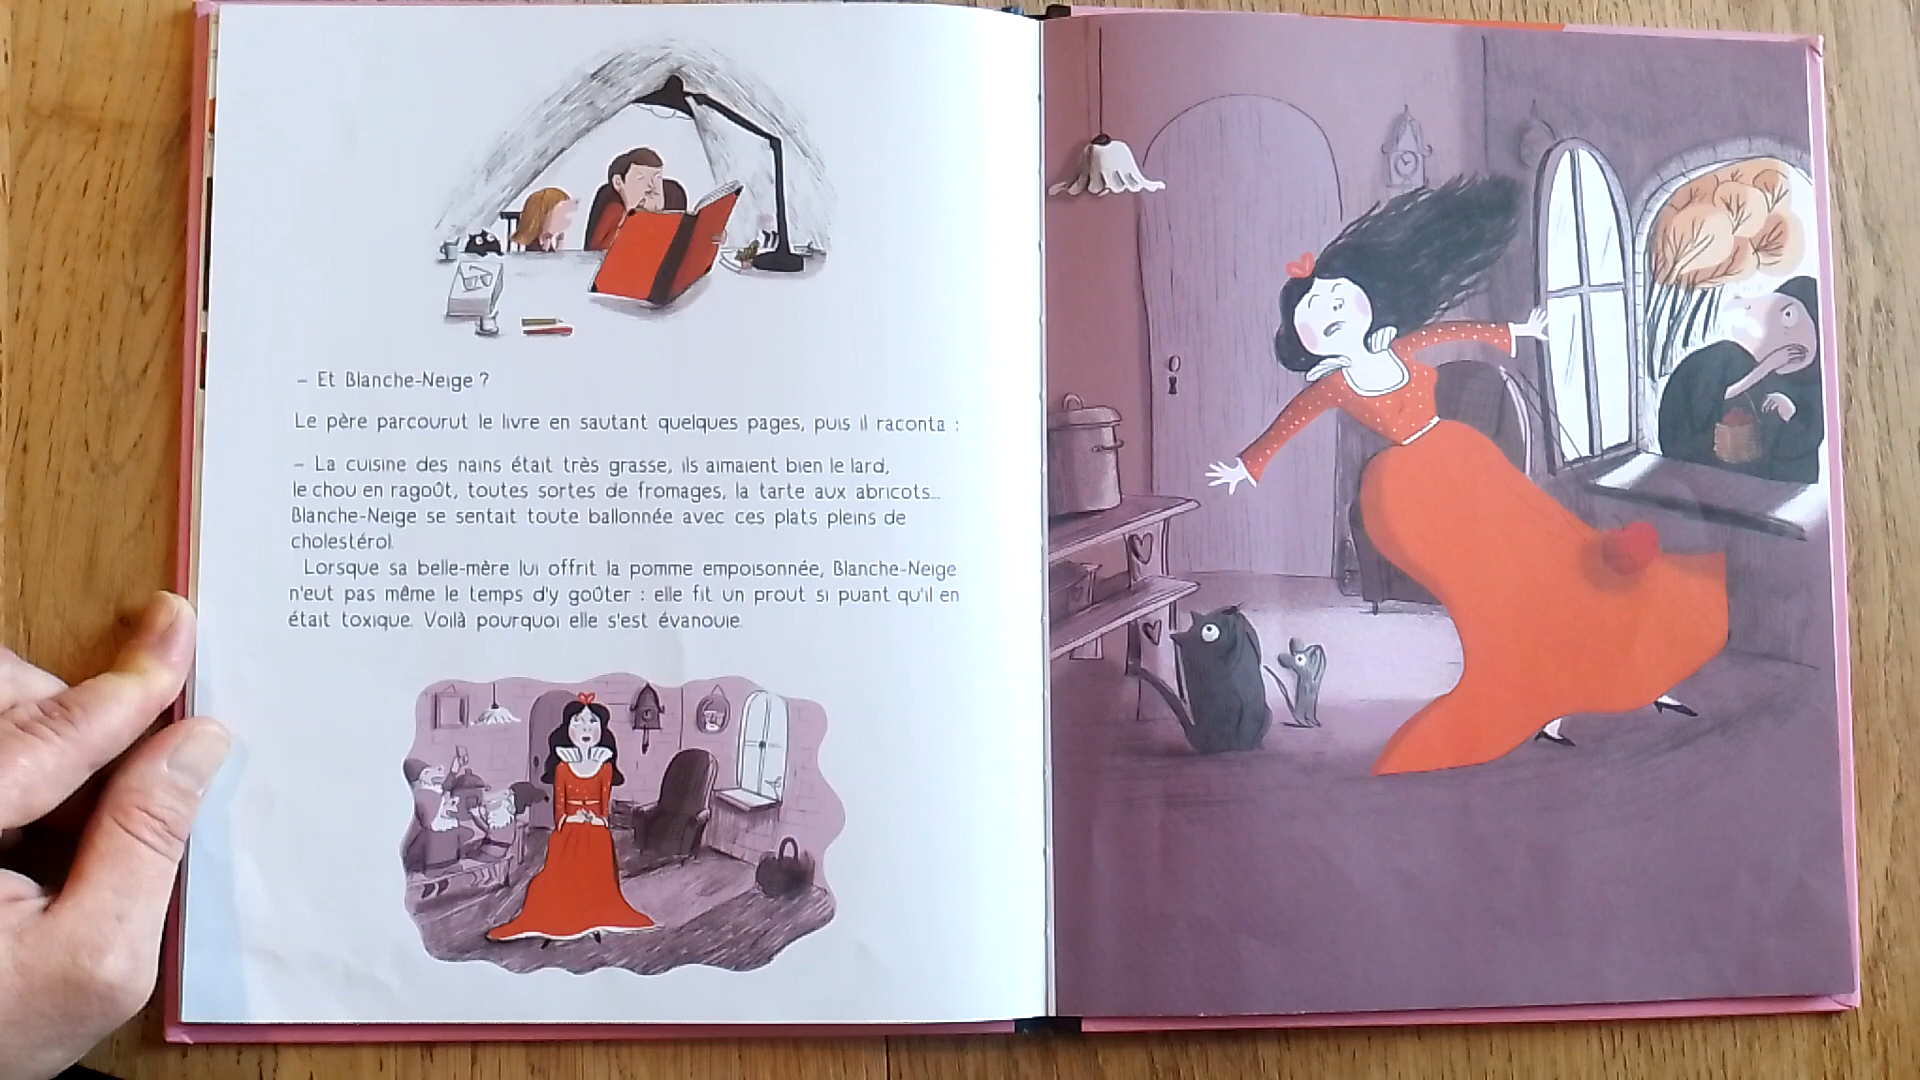 – Et Blanche-Neige ?
Le père parcourut le livre en sautant quelques pages, puis il raconta :
– La cuisine des nains était très grasse, ils aimaient bien le lard,
le chou en ragoût, toutes sortes de fromages, la tarte aux abricots...
Blanche-Neige se sentait toute ballonnée avec ces plats pleins de
cholestérol.
Lorsque sa belle-mère lui offrit la pomme empoisonnée, Blanche-Neige
n'eut pas même le temps d'y goûter : elle fit un prout si puant qu'il en
était toxique. Voilà pourquoi elle s'est évanouie.